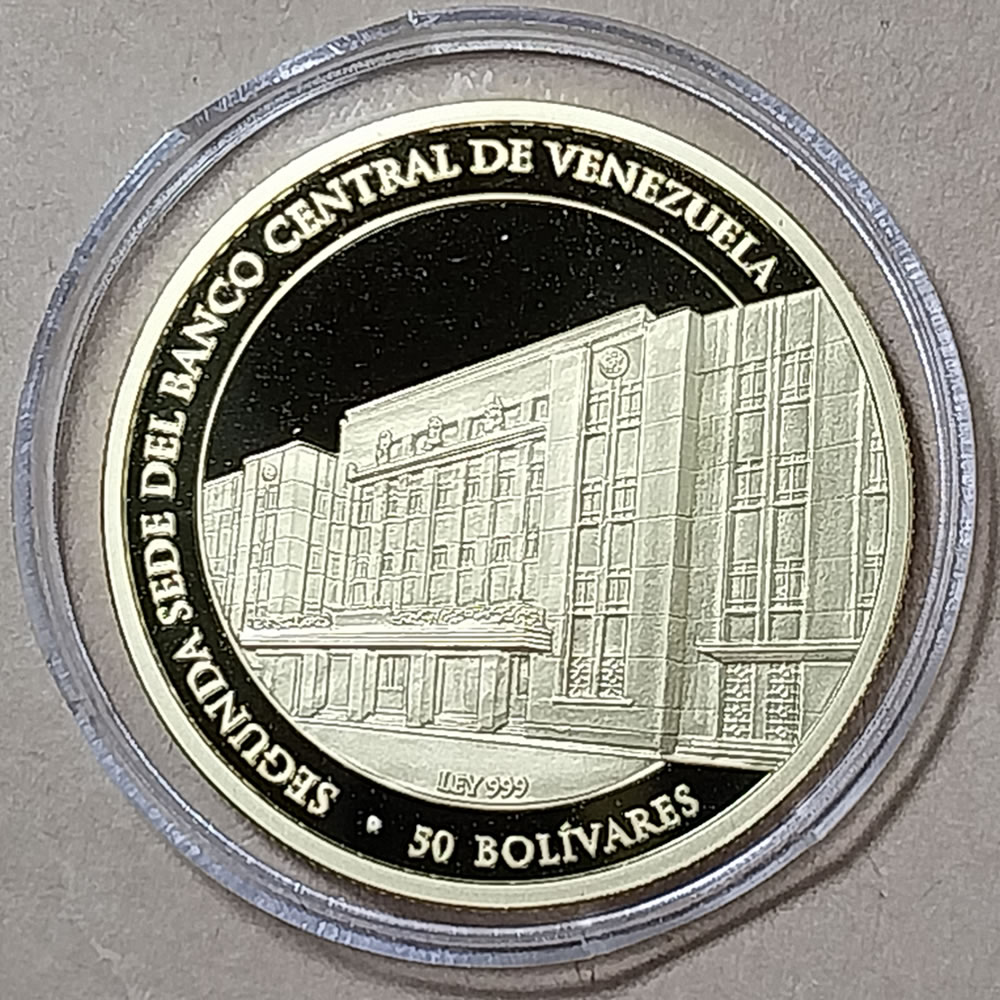 SEGUNDA SEDE DEL BANCO CENTRAL DE VENEZUELA
LEY 999
• 50 BOLÍVARES